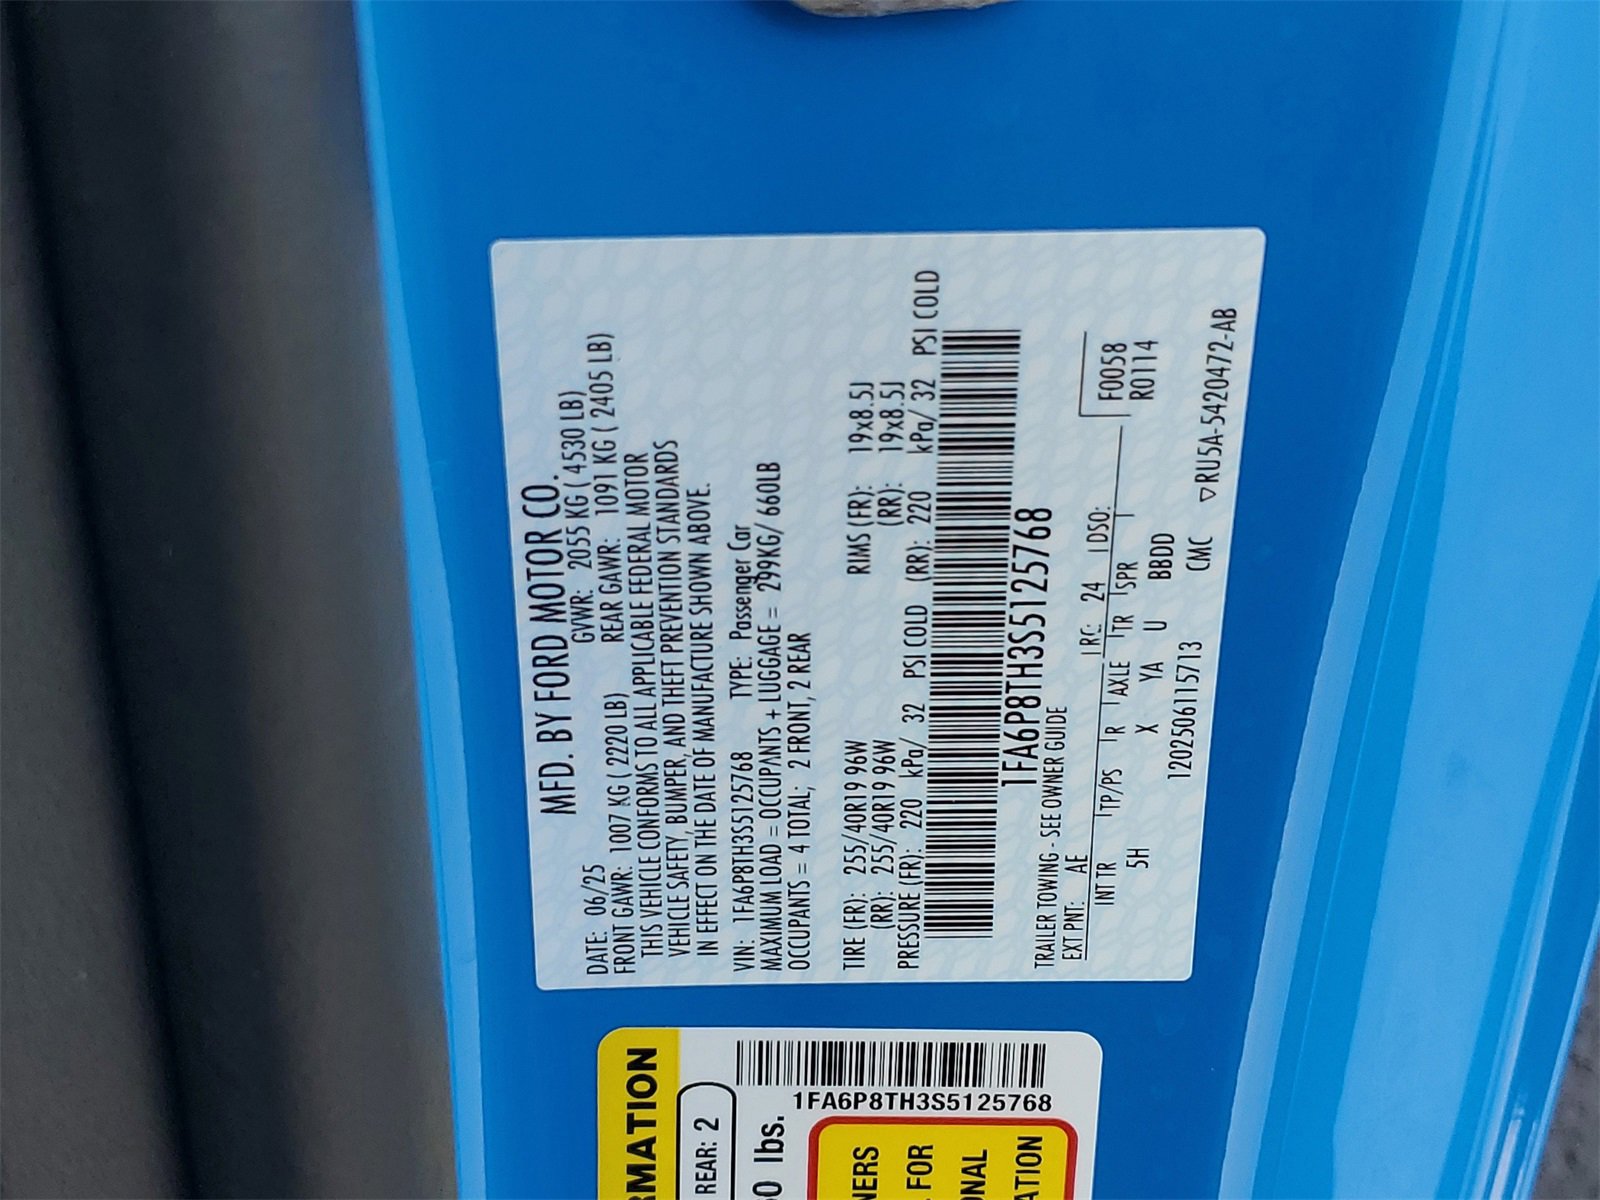 MFD. BY FORD MOTOR CO.
DATE: 06/25 GVWR: 2055 KG ( 4530 LB)
FRONT GAWR: 1007 KG ( 2220 LB) REAR GAWR: 1091 KG ( 2405 LB)
THIS VEHICLE CONFORMS TO ALL APPLICABLE FEDERAL MOTOR
VEHICLE SAFETY, BUMPER, AND THEFT PREVENTION STANDARDS
IN EFFECT ON THE DATE OF MANUFACTURE SHOWN ABOVE.
VIN: 1FA6P8TH3S5125768 TYPE: Passenger Car
MAXIMUM LOAD = OCCUPANTS + LUGGAGE = 299KG/ 660LB
OCCUPANTS = 4 TOTAL; 2 FRONT, 2 REAR
TIRE (FR): 255/40R19 96W RIMS (FR): 19x8.5J
(RR): 255/40R19 96W (RR): 19x8.5J
PRESSURE (FR): 220 kPa/ 32 PSI COLD (RR): 220 kPa/ 32 PSI COLD
1FA6P8TH3S5125768
TRAILER TOWING - SEE OWNER GUIDE
EXT PNT: AE RC: 24 DSO:
F0058
R0114
INT TR TP/PS R AXLE TR SPR
5H X YA U BBDD
1202506115713 CMC ▽RU5A-5420472-AB
RMATION
REAR: 2
60 lbs.
1FA6P8TH3S5125768
NERS
FOR
ONAL
ATION